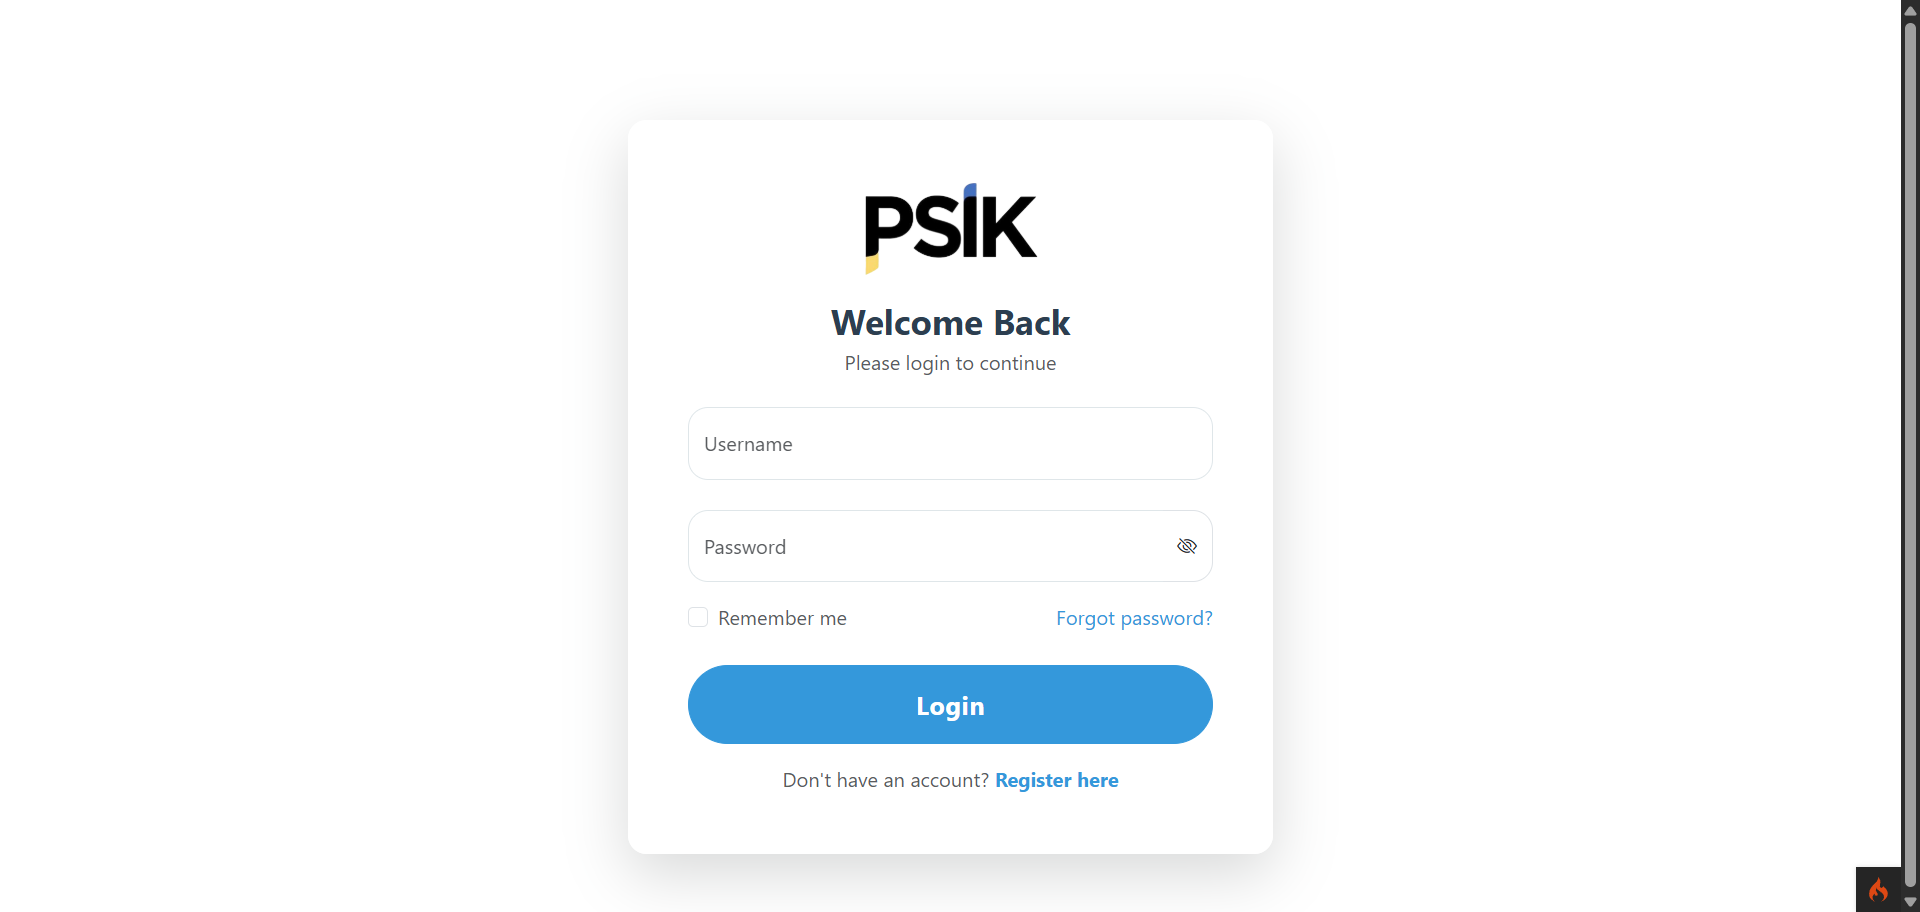 PSIK
Welcome Back
Please login to continue
Username
Password
Remember me
Forgot password?
Login
Don't have an account? Register here